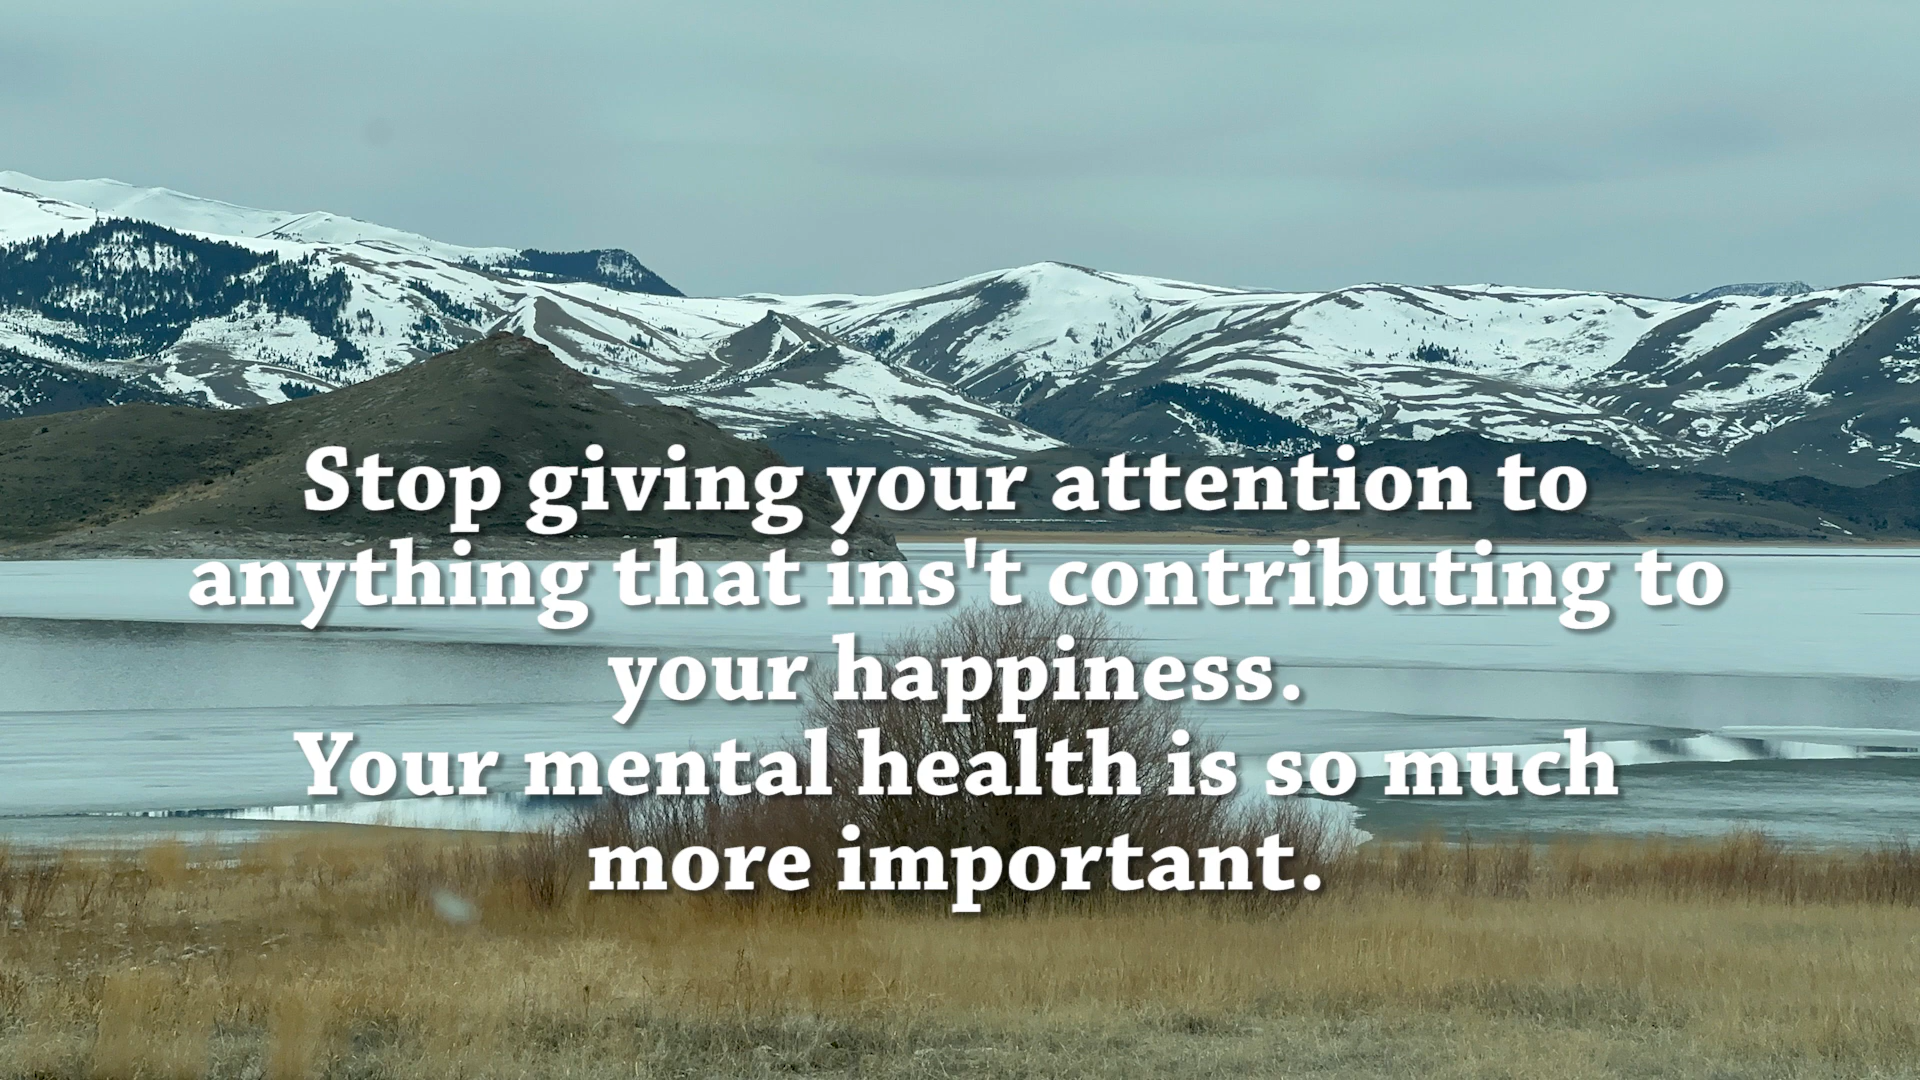 Stop giving your attention to
anything that ins't contributing to
your happiness.
Your mental health is so much
more important.